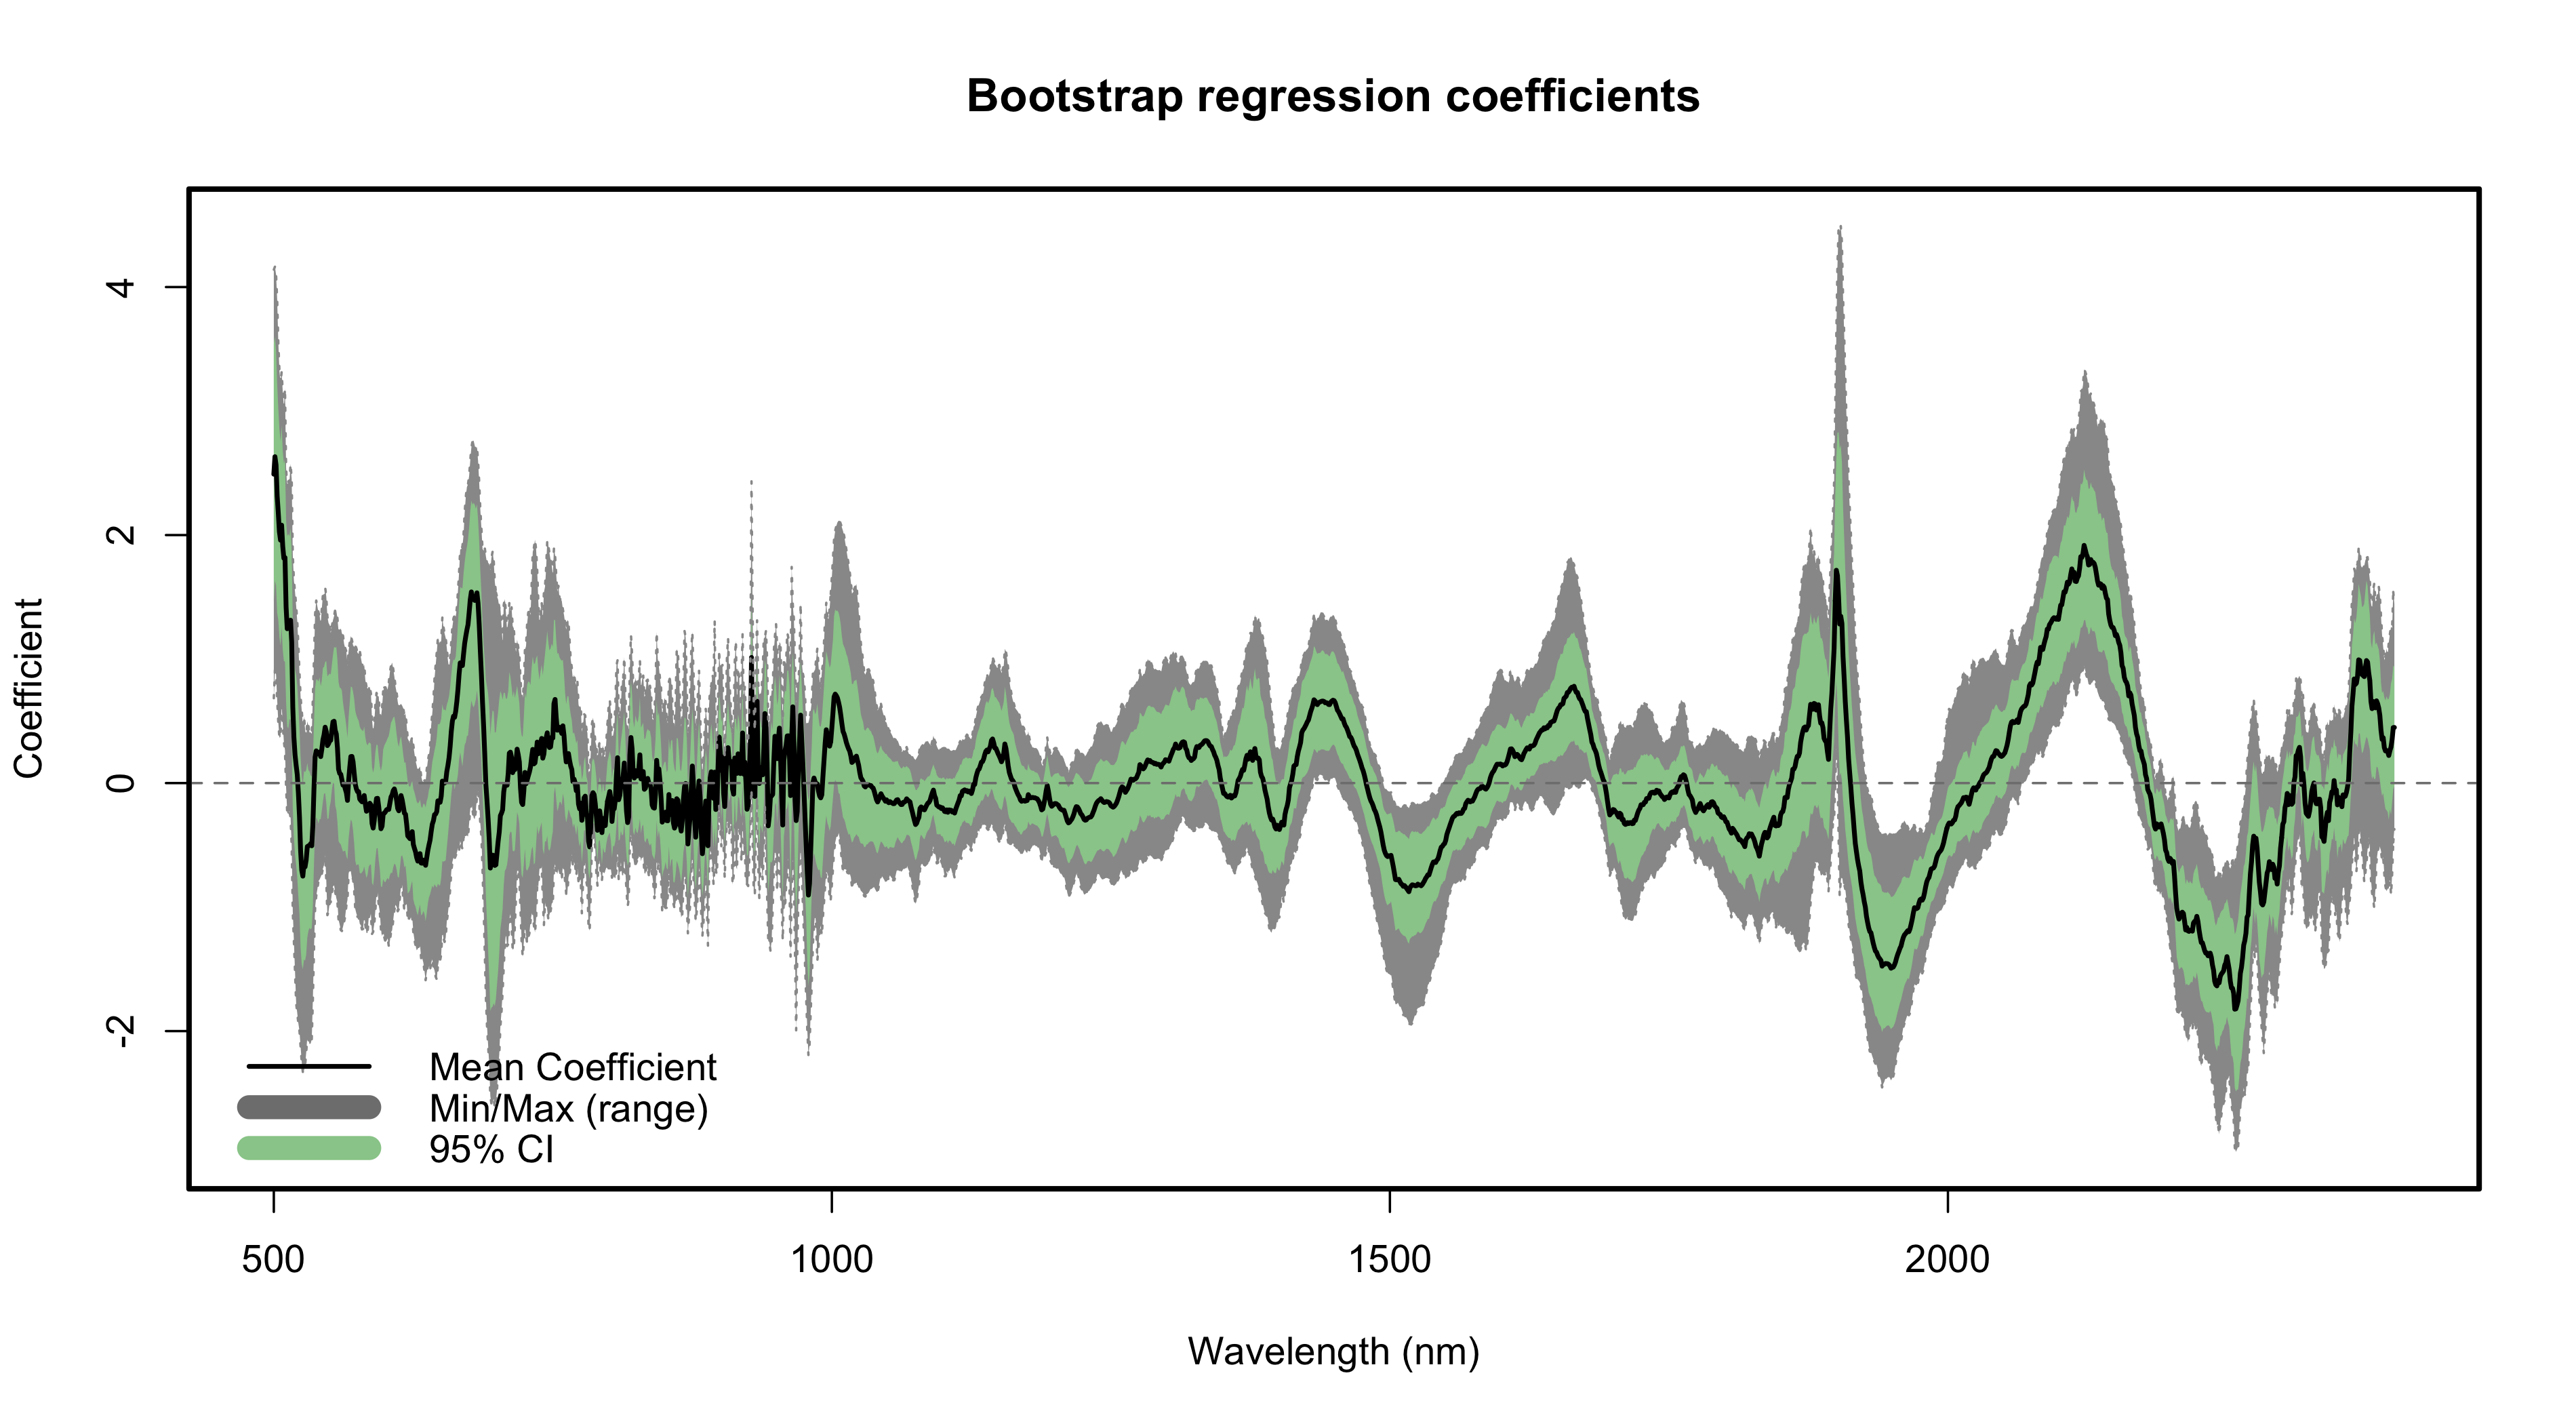 Bootstrap regression coefficients
Coefficient
4
2
0
-2
Mean Coefficient
Min/Max (range)
95% CI
500
1000
1500
2000
Wavelength (nm)